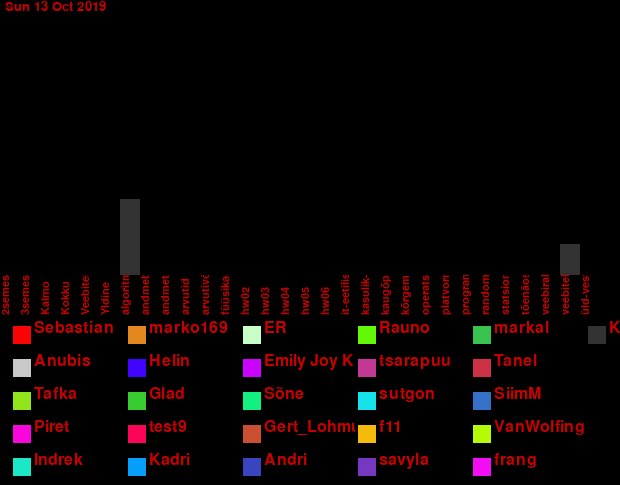 Sun 13 Oct 2019
2semes
3semes
Kalmo
Kokku
Veebite
Yldine
algoritm
andmet
andmet
arvutid
arvutivõ
füüsika
hw02
hw03
hw04
hw05
hw06
it-eetilis
kasulik-
kaugõp
kõrgem
operats
platvorr
program
random
statsior
tõenäos
veebiral
veebitel
üld-vest
Sebastian marko169 ER Rauno markal K
Anubis Helin Emily Joy K tsarapuu Tanel
Tafka Glad Sõne sutgon SiimM
Piret test9 Gert_Lohmu f11 VanWolfing
Indrek Kadri Andri savyla frang